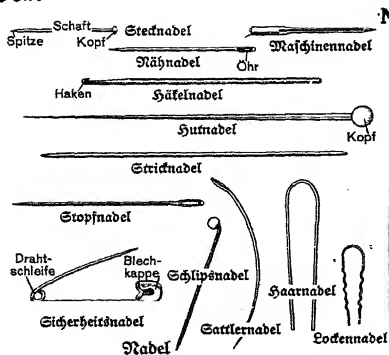 Schaft
Spitze Kopf Stecknadel Maschinennadel
Nähnadel Öhr
Haken Häkelnadel
Hutnadel Kopf
Stricknadel
Stopfnadel
Draht-
schleife
Blech-
kappe
Schlipsnadel
Haarnadel
Sicherheitsnadel
Sattlernadel
Lockennadel
Nadel